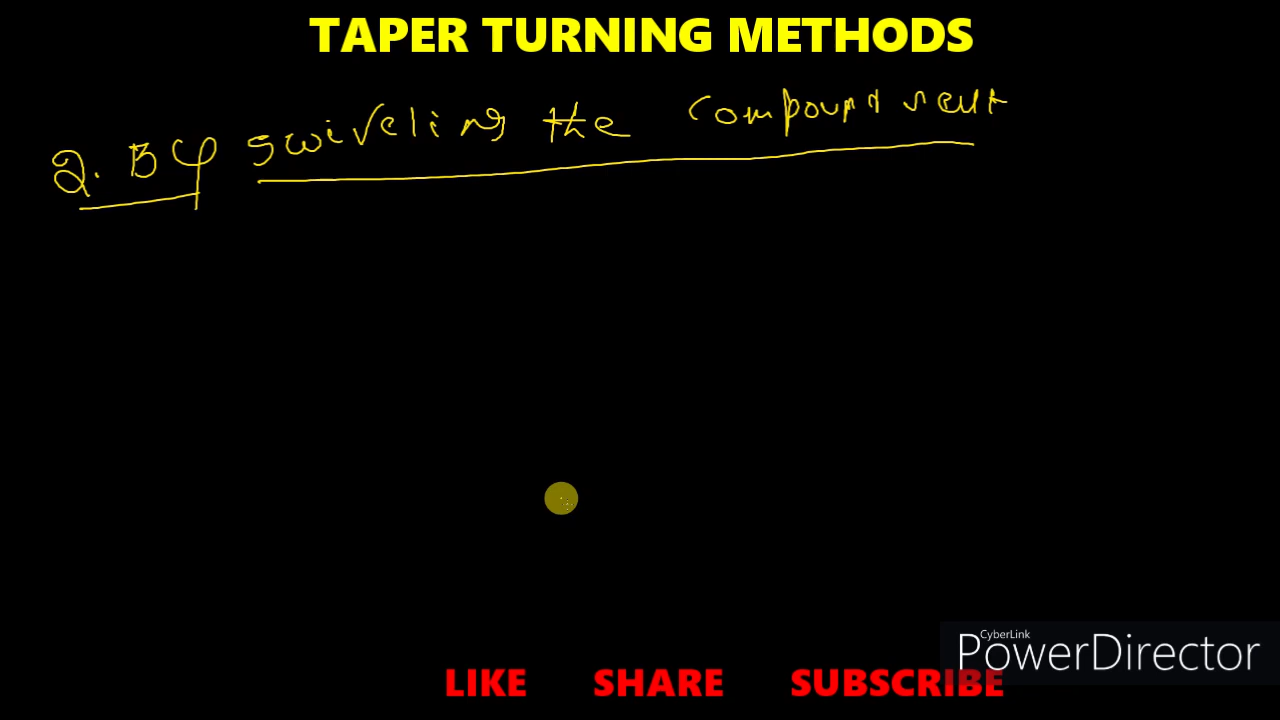 TAPER TURNING METHODS
2. By swiveling the compound rest
CyberLink
PowerDirector
LIKE SHARE SUBSCRIBE